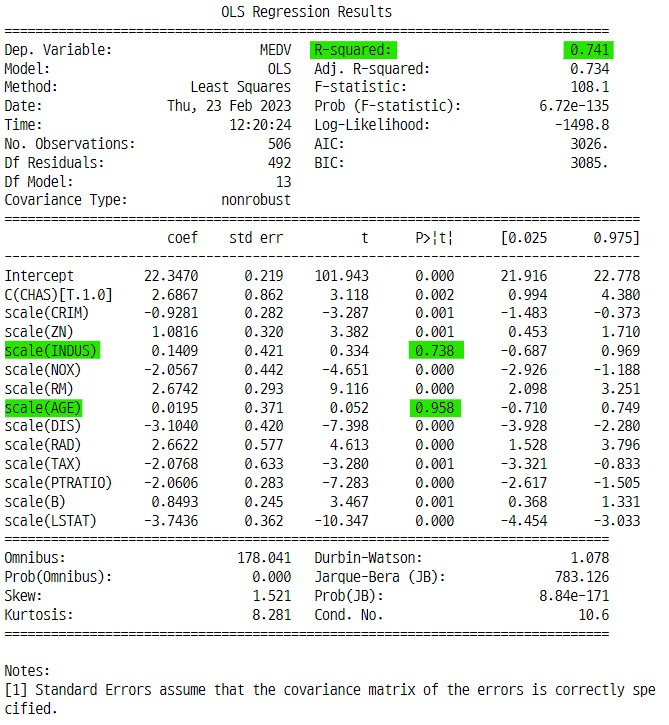 OLS Regression Results
==============================================================================
Dep. Variable: MEDV R-squared: 0.741
Model: OLS Adj. R-squared: 0.734
Method: Least Squares F-statistic: 108.1
Date: Thu, 23 Feb 2023 Prob (F-statistic): 6.72e-135
Time: 12:20:24 Log-Likelihood: -1498.8
No. Observations: 506 AIC: 3026.
Df Residuals: 492 BIC: 3085.
Df Model: 13
Covariance Type: nonrobust
==================================================================================
coef std err t P>¦t¦ [0.025 0.975]
----------------------------------------------------------------------------------
Intercept 22.3470 0.219 101.943 0.000 21.916 22.778
C(CHAS)[T.1.0] 2.6867 0.862 3.118 0.002 0.994 4.380
scale(CRIM) -0.9281 0.282 -3.287 0.001 -1.483 -0.373
scale(ZN) 1.0816 0.320 3.382 0.001 0.453 1.710
scale(INDUS) 0.1409 0.421 0.334 0.738 -0.687 0.969
scale(NOX) -2.0567 0.442 -4.651 0.000 -2.926 -1.188
scale(RM) 2.6742 0.293 9.116 0.000 2.098 3.251
scale(AGE) 0.0195 0.371 0.052 0.958 -0.710 0.749
scale(DIS) -3.1040 0.420 -7.398 0.000 -3.928 -2.280
scale(RAD) 2.6622 0.577 4.613 0.000 1.528 3.796
scale(TAX) -2.0768 0.633 -3.280 0.001 -3.321 -0.833
scale(PTRATIO) -2.0606 0.283 -7.283 0.000 -2.617 -1.505
scale(B) 0.8493 0.245 3.467 0.001 0.368 1.331
scale(LSTAT) -3.7436 0.362 -10.347 0.000 -4.454 -3.033
==============================================================================
Omnibus: 178.041 Durbin-Watson: 1.078
Prob(Omnibus): 0.000 Jarque-Bera (JB): 783.126
Skew: 1.521 Prob(JB): 8.84e-171
Kurtosis: 8.281 Cond. No. 10.6
==============================================================================
Notes:
[1] Standard Errors assume that the covariance matrix of the errors is correctly spe
cified.